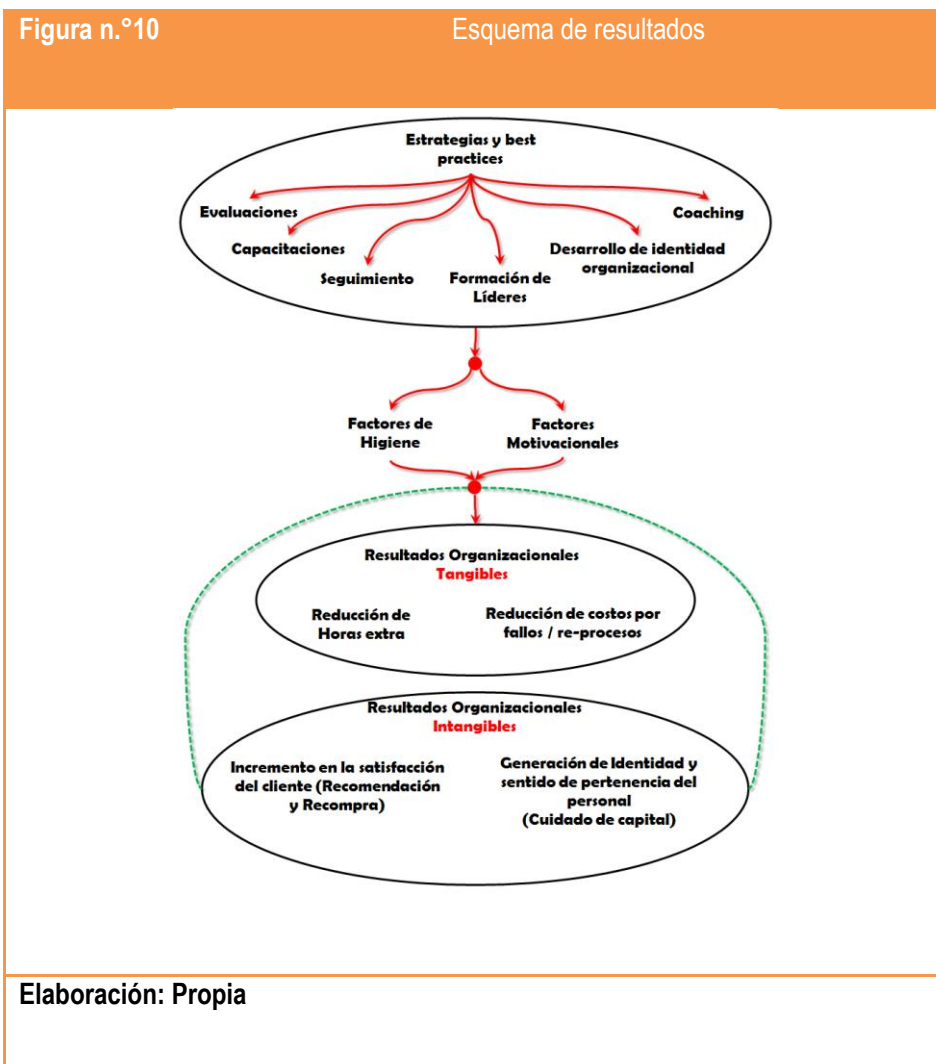 Figura n.°10 Esquema de resultados
Estrategias y best
practices
Evaluaciones
Coaching
Capacitaciones
Desarrollo de identidad
organizacional
Seguimiento
Formación de
Líderes
Factores de
Higiene
Factores
Motivacionales
Resultados Organizacionales
Tangibles
Reducción de
Horas extra
Reducción de costos por
fallos / re-procesos
Resultados Organizacionales
Intangibles
Incremento en la satisfacción
del cliente (Recomendación
y Recompra)
Generación de Identidad y
sentido de pertenencia del
personal
(Cuidado de capital)
Elaboración: Propia